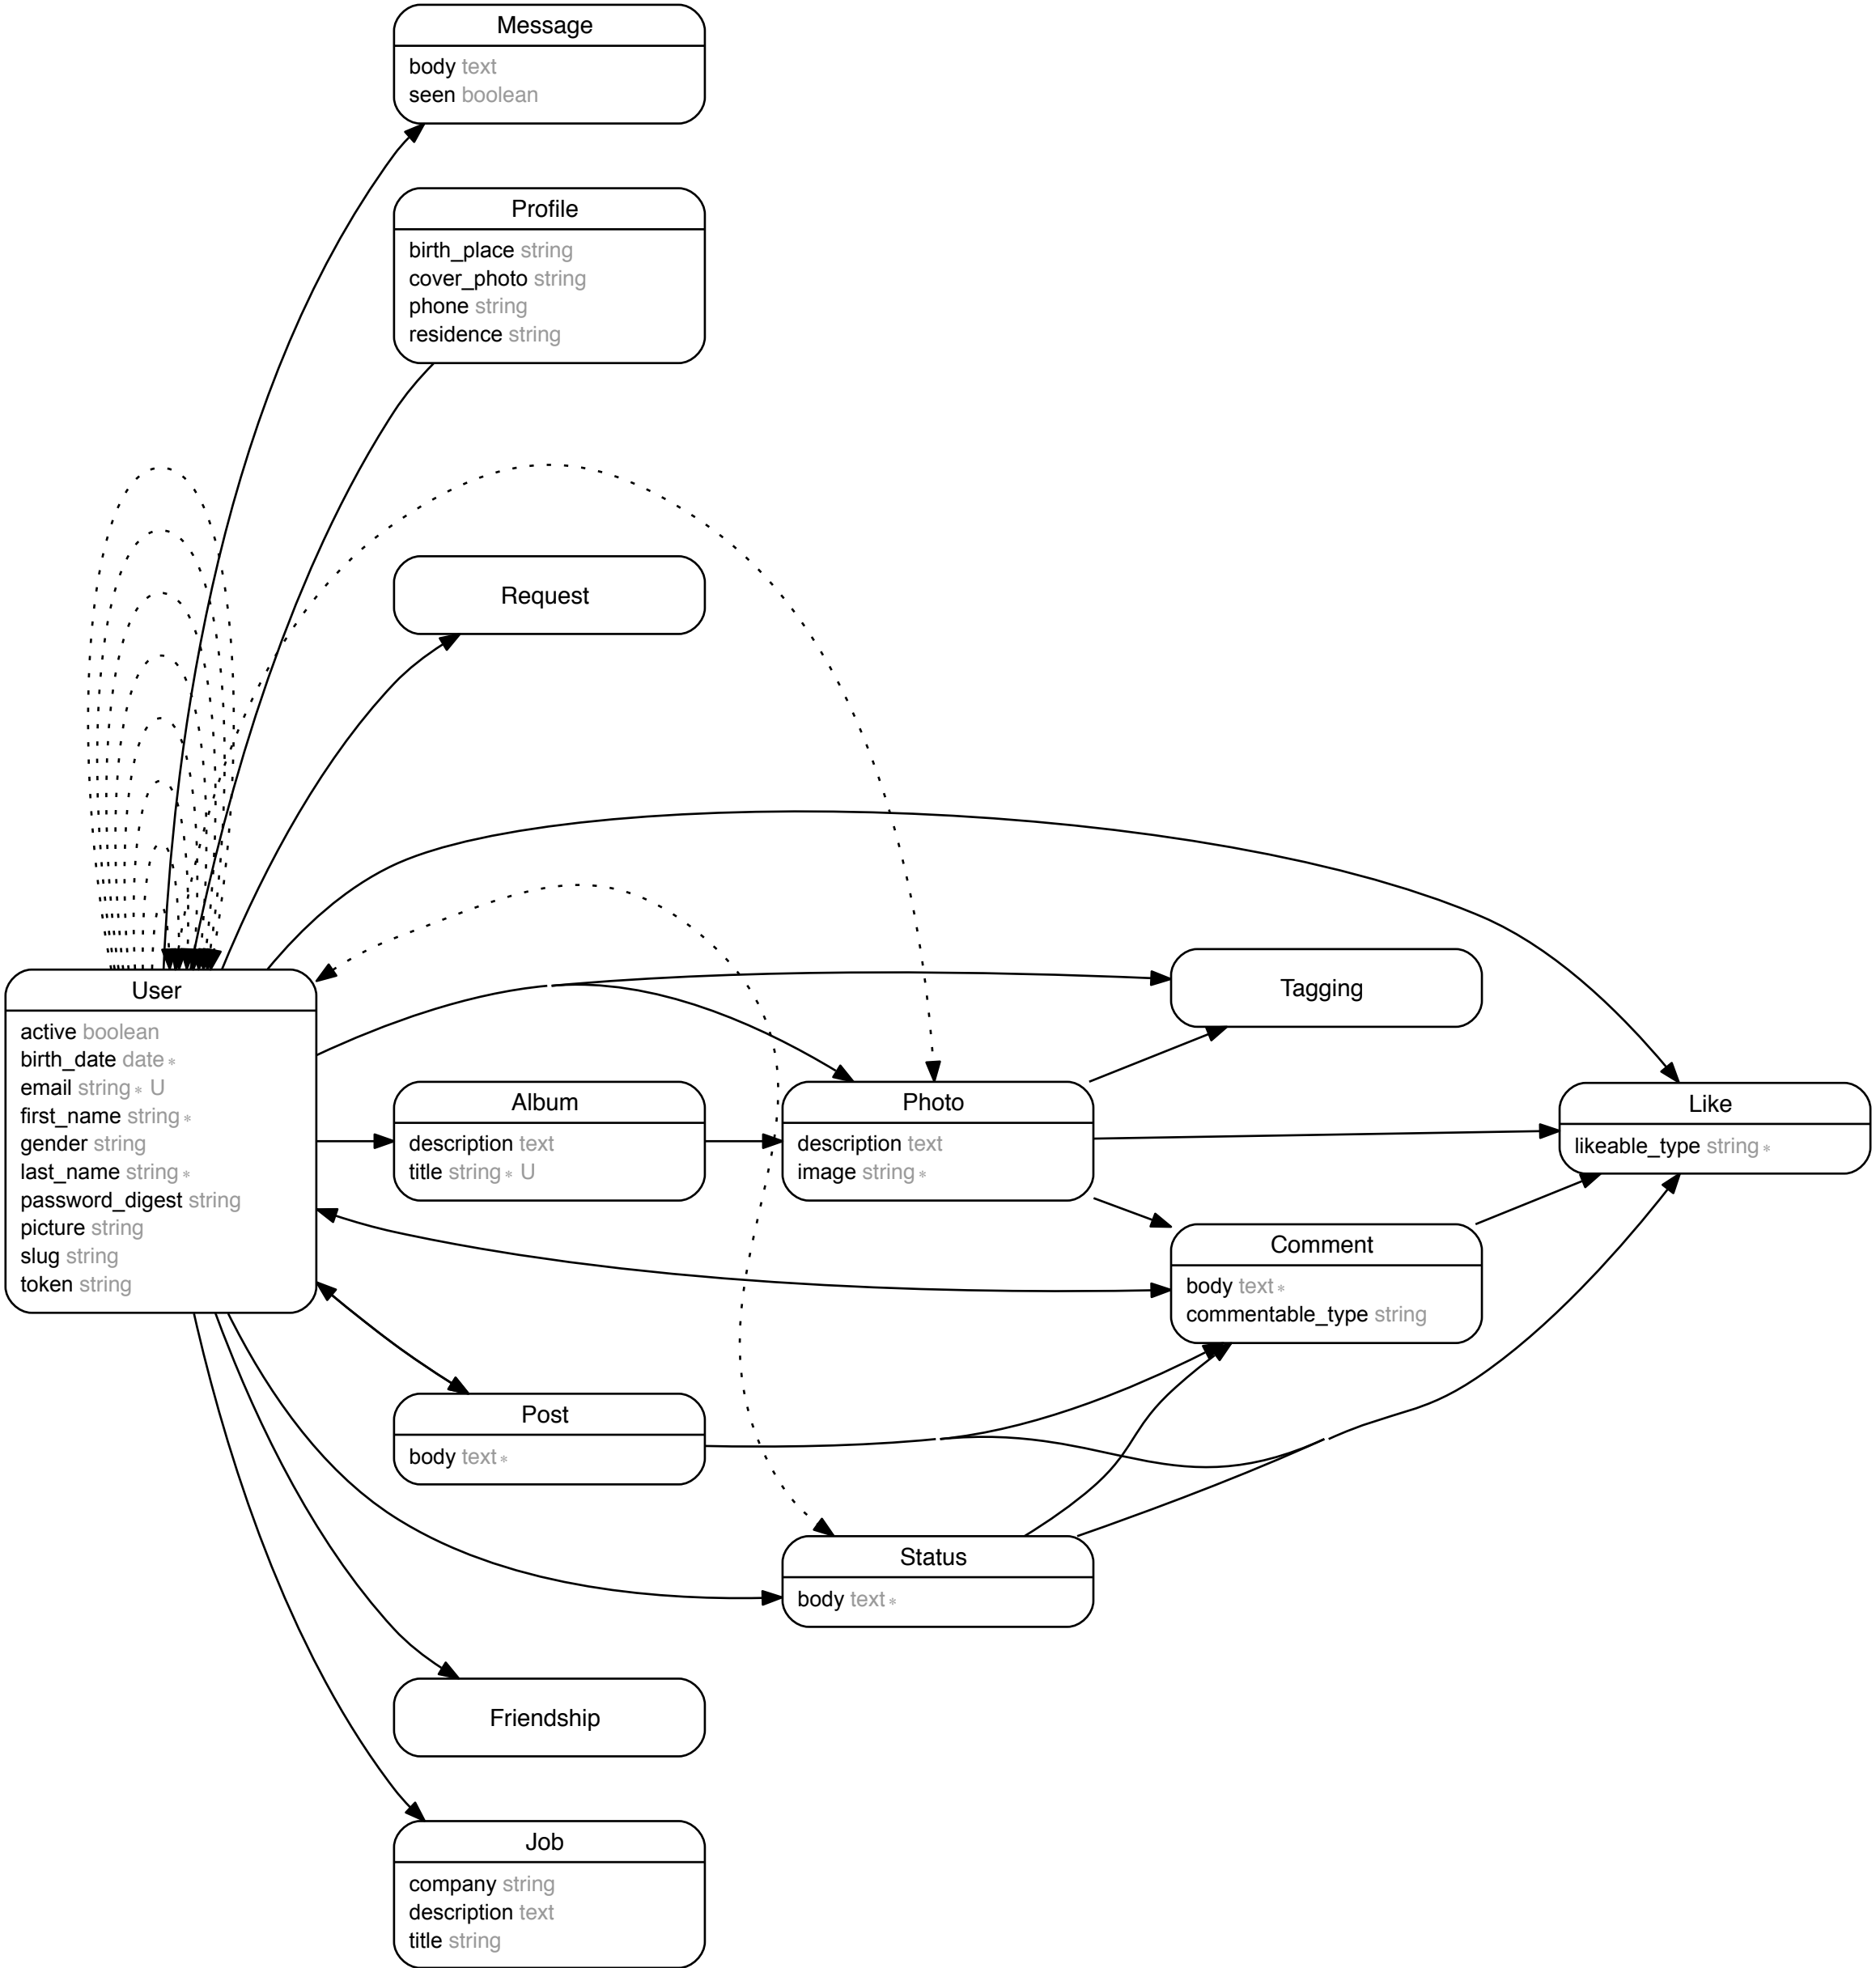 Message
body text
seen boolean
Profile
birth_place string
cover_photo string
phone string
residence string
Request
User
active boolean
birth_date date *
email string * U
first_name string *
gender string
last_name string *
password_digest string
picture string
slug string
token string
Album
description text
title string * U
Post
body text *
Friendship
Job
company string
description text
title string
Photo
description text
image string *
Status
body text *
Tagging
Comment
body text *
commentable_type string
Like
likeable_type string *